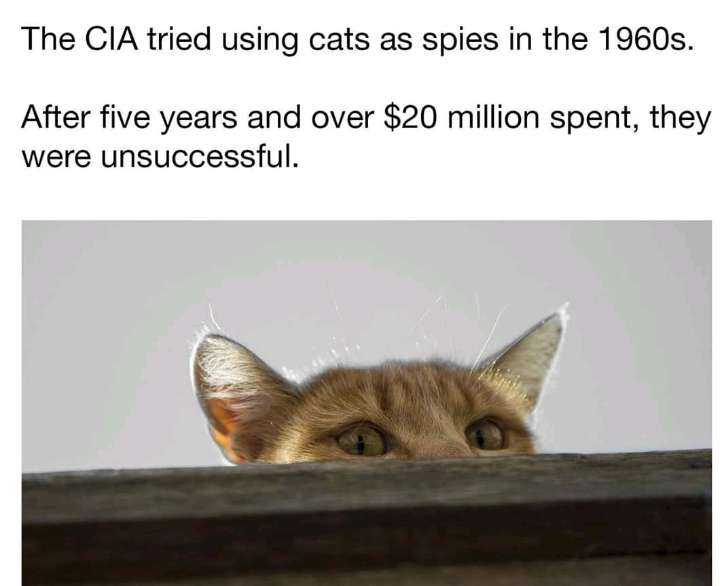 The CIA tried using cats as spies in the 1960s.
After five years and over $20 million spent, they
were unsuccessful.